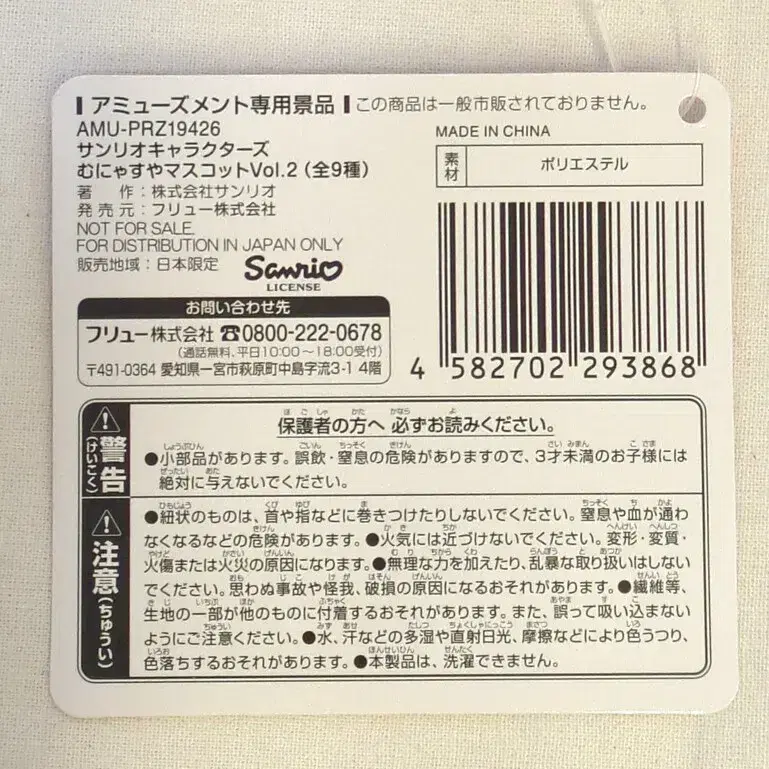 アミューズメント専用景品 この商品は一般市販されておりません。
AMU-PRZ19426
サンリオキャラクターズ
むにゃすやマスコットVol.2（全9種）
著 作：株式会社サンリオ
発 売 元：フリュー株式会社
NOT FOR SALE.
FOR DISTRIBUTION IN JAPAN ONLY
販売地域：日本限定
Sanrio
LICENSE
MADE IN CHINA
素材 ポリエステル
4 582702 293868
お問い合わせ先
フリュー株式会社 ☎0800-222-0678
（通話無料、平日10:00～18:00受付）
〒491-0364 愛知県一宮市萩原町中島字流3-1 4階
警告（けいこく）
保護者の方へ 必ずお読みください。
●小部品があります。誤飲・窒息の危険がありますので、3才未満のお子様には
絶対に与えないでください。
注意（ちゅうい）
●紐状のものは、首や指などに巻きつけたりしないでください。窒息や血が通わ
なくなるなどの危険があります。●火気には近づけないでください。変形・変質・
火傷または火災の原因になります。●無理な力を加えたり、乱暴な取り扱いはしない
でください。思わぬ事故や怪我、破損の原因になるおそれがあります。●繊維等、
生地の一部が他のものに付着するおそれがあります。また、誤って吸い込まない
ようにご注意ください。●水、汗などの多湿や直射日光、摩擦などにより色うつり、
色落ちするおそれがあります。●本製品は、洗濯できません。